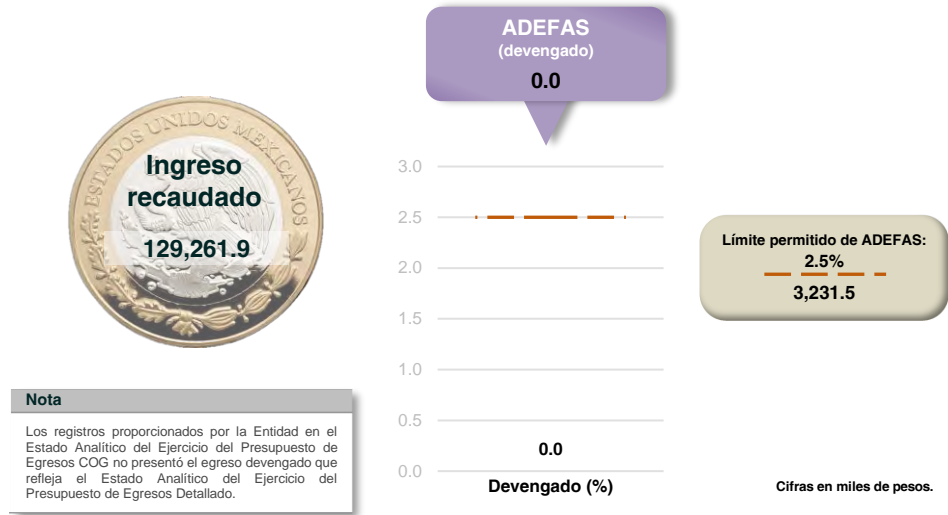 ADEFAS
(devengado)
0.0
ESTADOS UNIDOS MEXICANOS
Ingreso
recaudado
129,261.9
3.0
2.5
2.0
1.5
1.0
0.5
0.0
0.0
Devengado (%)
Límite permitido de ADEFAS:
2.5%
3,231.5
Nota
Los registros proporcionados por la Entidad en el
Estado Analítico del Ejercicio del Presupuesto de
Egresos COG no presentó el egreso devengado que
refleja el Estado Analítico del Ejercicio del
Presupuesto de Egresos Detallado.
Cifras en miles de pesos.